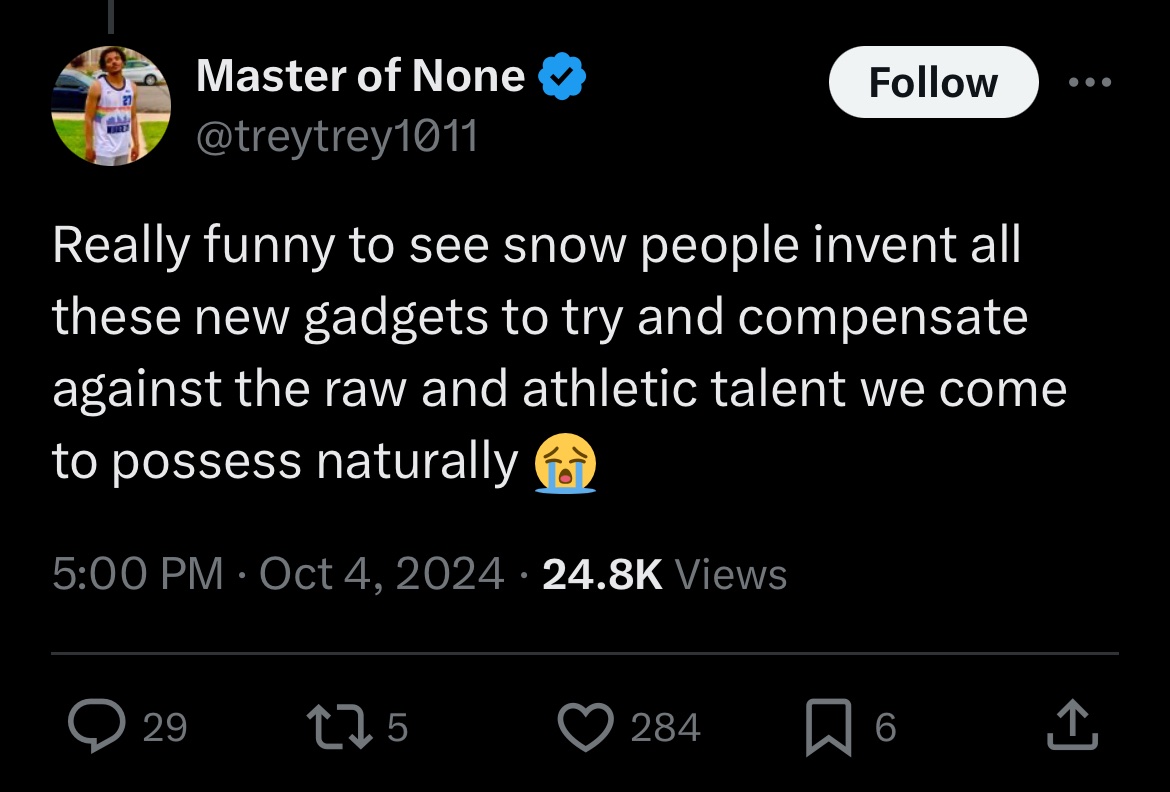 Master of None
Follow
@treytrey1011
Really funny to see snow people invent all
these new gadgets to try and compensate
against the raw and athletic talent we come
to possess naturally 😭
5:00 PM · Oct 4, 2024 · 24.8K Views
29 5 284 6